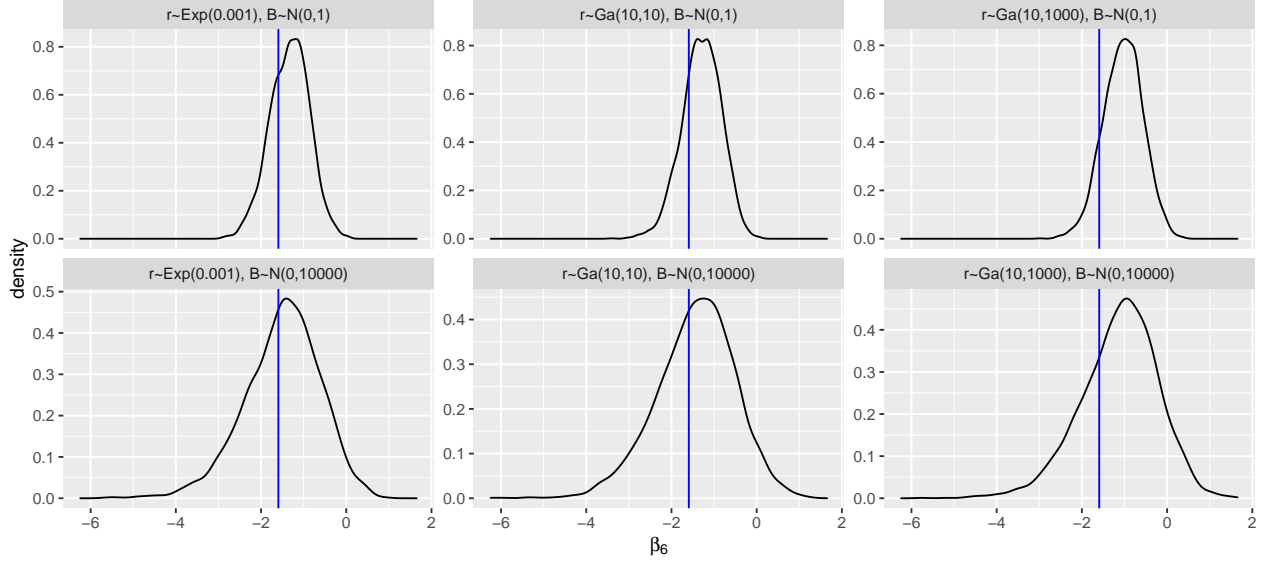 r~Exp(0.001), B~N(0,1)
r~Ga(10,10), B~N(0,1)
r~Ga(10,1000), B~N(0,1)
0.8
0.6
0.4
0.2
0.0
0.8
0.6
0.4
0.2
0.0
0.8
0.6
0.4
0.2
0.0
density
r~Exp(0.001), B~N(0,10000)
r~Ga(10,10), B~N(0,10000)
r~Ga(10,1000), B~N(0,10000)
0.5
0.4
0.3
0.2
0.1
0.0
0.4
0.3
0.2
0.1
0.0
0.4
0.3
0.2
0.1
0.0
−6 −4 −2 0 2
−6 −4 −2 0 2
−6 −4 −2 0 2
β₆